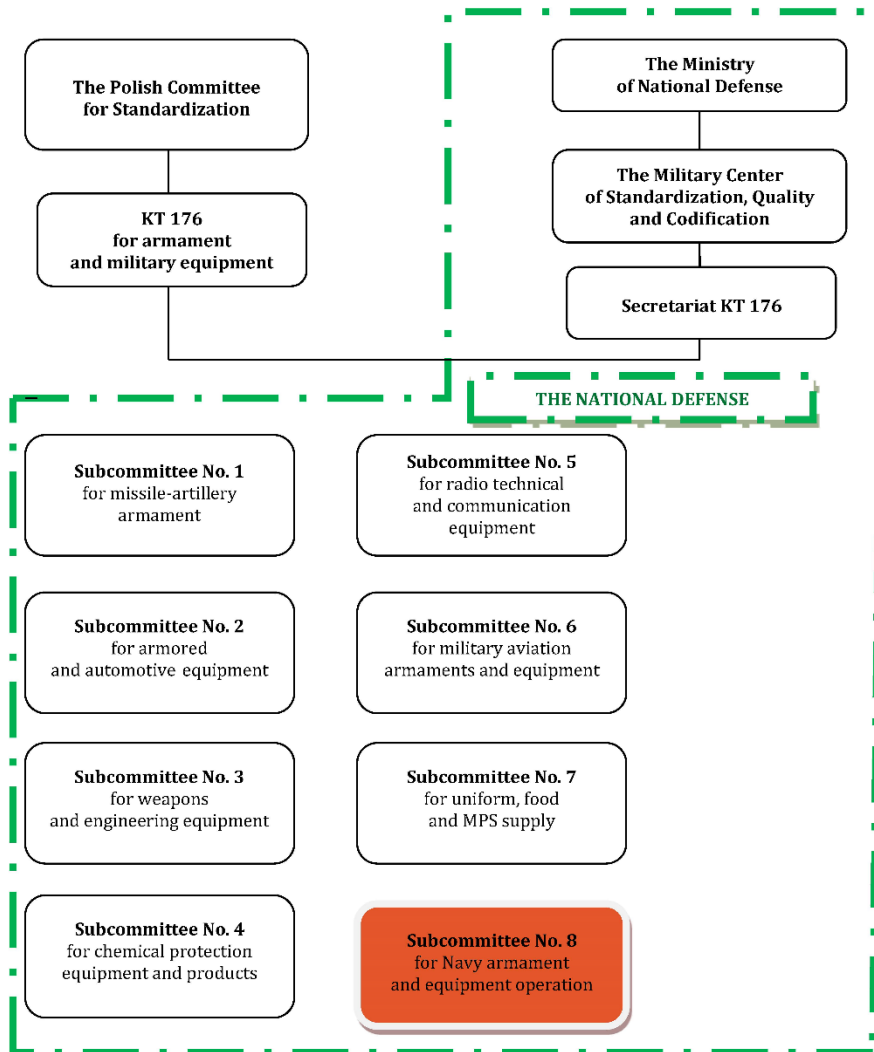 The Polish Committee
for Standardization
KT 176
for armament
and military equipment
The Ministry
of National Defense
The Military Center
of Standardization, Quality
and Codification
Secretariat KT 176
THE NATIONAL DEFENSE
Subcommittee No. 1
for missile-artillery
armament
Subcommittee No. 2
for armored
and automotive equipment
Subcommittee No. 3
for weapons
and engineering equipment
Subcommittee No. 4
for chemical protection
equipment and products
Subcommittee No. 5
for radio technical
and communication
equipment
Subcommittee No. 6
for military aviation
armaments and equipment
Subcommittee No. 7
for uniform, food
and MPS supply
Subcommittee No. 8
for Navy armament
and equipment operation